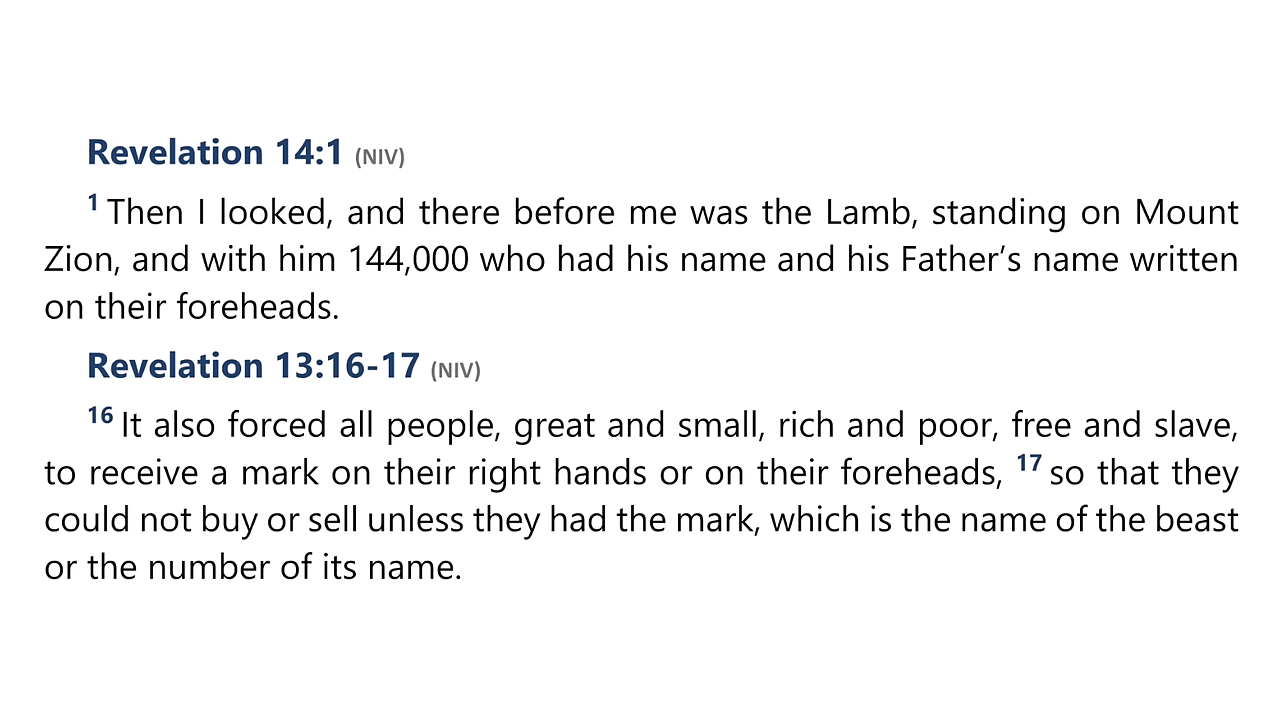 Revelation 14:1 (NIV)
1 Then I looked, and there before me was the Lamb, standing on Mount
Zion, and with him 144,000 who had his name and his Father’s name written
on their foreheads.
Revelation 13:16-17 (NIV)
16 It also forced all people, great and small, rich and poor, free and slave,
to receive a mark on their right hands or on their foreheads, 17 so that they
could not buy or sell unless they had the mark, which is the name of the beast
or the number of its name.